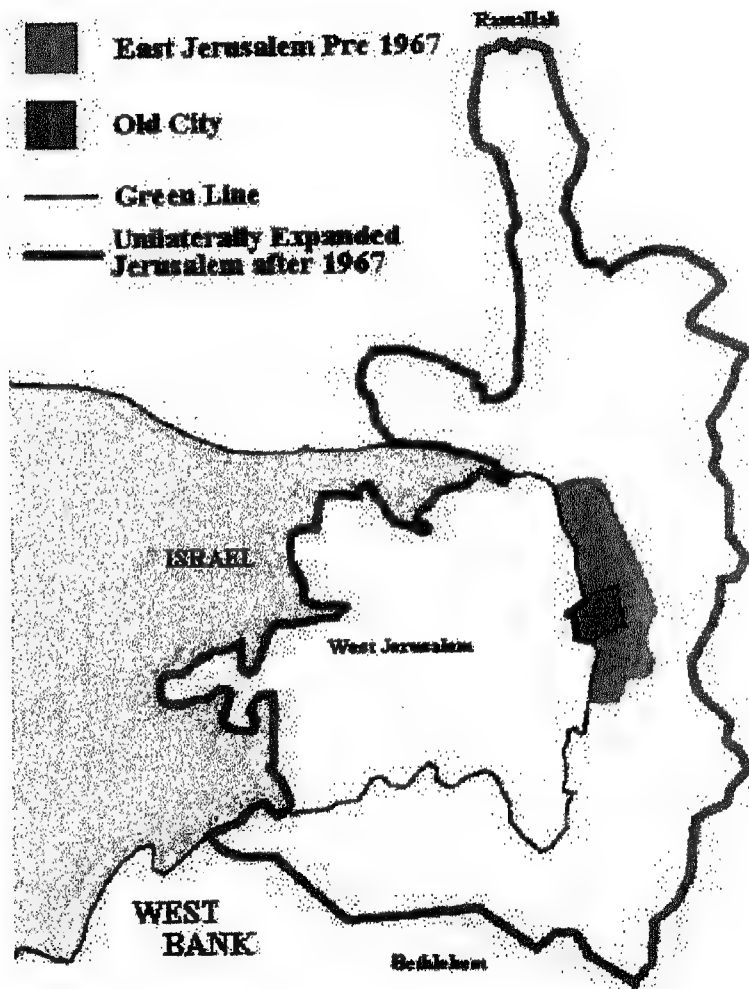 Ramallah
East Jerusalem Pre 1967
Old City
Green Line
Unilaterally Expanded
Jerusalem after 1967
ISRAEL
West Jerusalem
WEST
BANK
Bethlehem